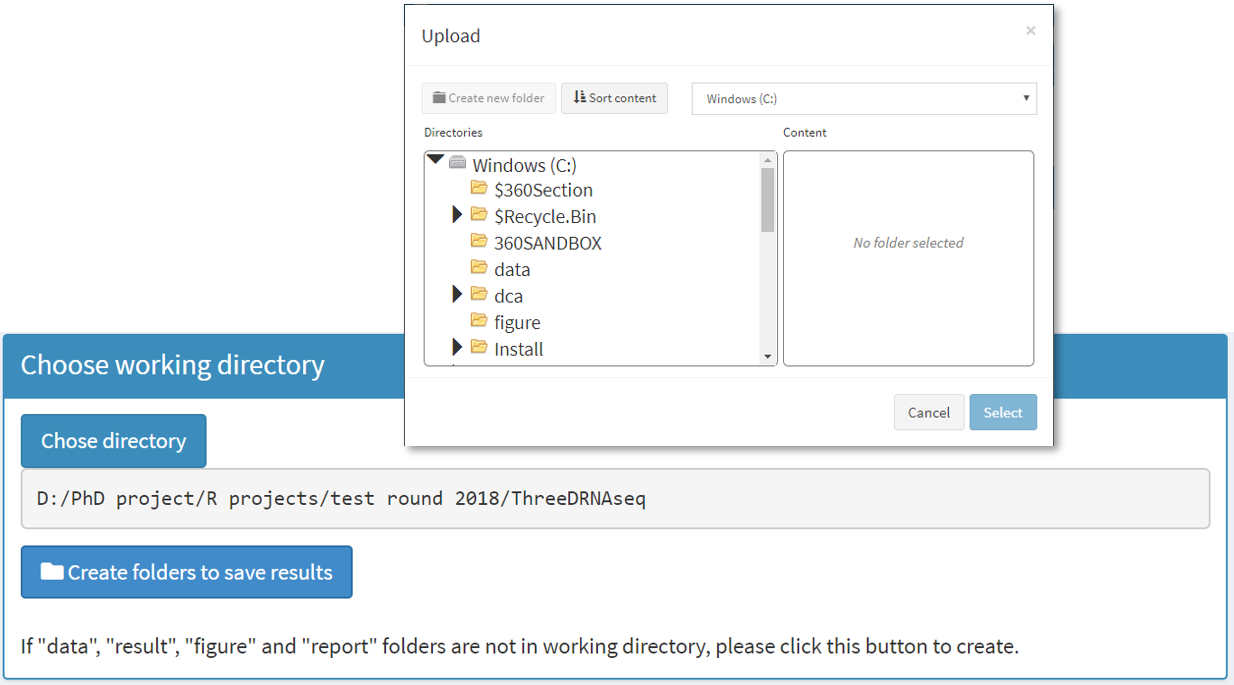 Upload
×
Create new folder
Sort content
Windows (C:)
Directories
Content
Windows (C:)
$360Section
$Recycle.Bin
360SANDBOX
data
dca
figure
Install
No folder selected
Cancel
Select
Choose working directory
Chose directory
D:/PhD project/R projects/test round 2018/ThreeDRNAseq
Create folders to save results
If "data", "result", "figure" and "report" folders are not in working directory, please click this button to create.